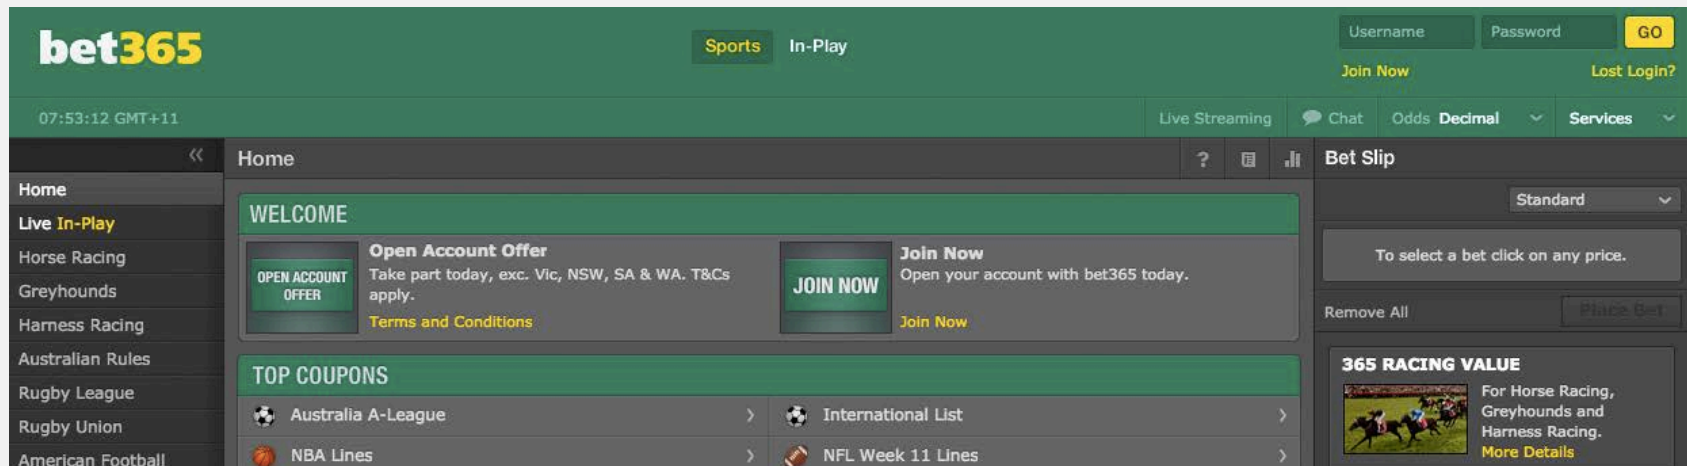 bet365
Sports In-Play
Username Password GO
Join Now Lost Login?
07:53:12 GMT+11
Live Streaming Chat Odds Decimal Services
Home
Live In-Play
Horse Racing
Greyhounds
Harness Racing
Australian Rules
Rugby League
Rugby Union
American Football
Home ?
WELCOME
OPEN ACCOUNT
OFFER
Open Account Offer
Take part today, exc. Vic, NSW, SA & WA. T&Cs
apply.
Terms and Conditions
JOIN NOW
Join Now
Open your account with bet365 today.
Join Now
TOP COUPONS
Australia A-League
International List
NBA Lines
NFL Week 11 Lines
Bet Slip
Standard
To select a bet click on any price.
Remove All Place Bet
365 RACING VALUE
For Horse Racing,
Greyhounds and
Harness Racing.
More Details